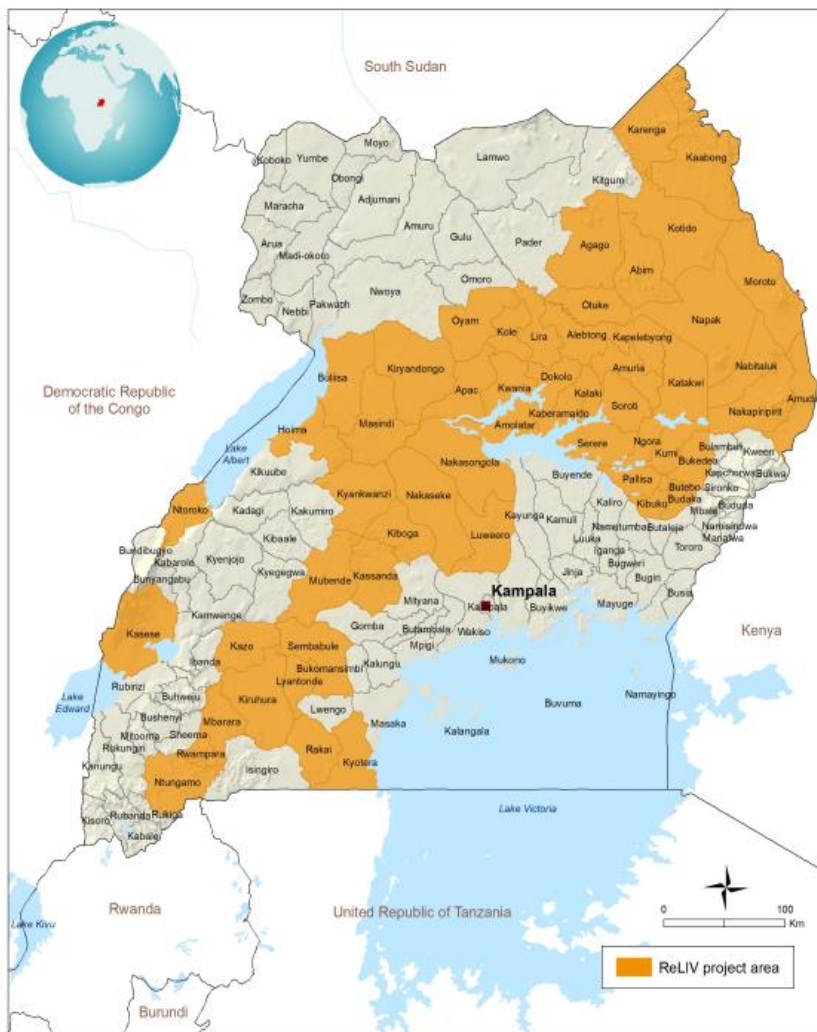 South Sudan
Karenga
Moyo
Koboko
Yumbe
Lamwo
Kaabong
Obongi
Kitgum
Adjumani
Maracha
Amuru
Kotido
Arua
Gulu
Pader
Agago
Madi-okoro
Abim
Moroto
Omoro
Zombo
Nwoya
Nebbi
Pakwach
Otuke
Oyam
Napak
Kole
Lira
Alebtong
Kapelebyong
Buliisa
Kiryandongo
Nabitaluk
Dokolo
Amuria
Democratic Republic
of the Congo
Apac
Kwania
Kalaki
Katakwi
Amudat
Kaberamaido
Soroti
Nakapiripirit
Masindi
Amolatar
Hoima
Serere
Ngora
Bulambuli
Kween
Lake
Albert
Nakasongola
Kumi
Bukedea
Kapchorwa
Bukwa
Kikuube
Buyende
Pallisa
Sironko
Ntoroko
Kyankwanzi
Nakaseke
Butebo
Kadagi
Kakumiro
Kaliro
Kibuko
Budaka
Mbale
Bududa
Kayunga
Kamuli
Bundibugyo
Kibaale
Kiboga
Luweero
Namutumba
Butaleja
Namisindwa
Kabarole
Kyenjojo
Luuka
Manafwa
Iganga
Tororo
Bunyangabu
Kyegegwa
Kassanda
Bugweri
Mubende
Jinja
Kampala
Bugiri
Mityana
Kampala
Buyikwe
Mayuge
Busia
Kamwenge
Gomba
Butambala
Wakiso
Kasese
Kenya
Mpigi
Kazo
Sembabule
Ibanda
Bukomansimbi
Kalungu
Mukono
Rubirizi
Lyantonde
Lake
Edward
Buhweju
Kiruhura
Buvuma
Namayingo
Bushenyi
Mbarara
Lwengo
Masaka
Kalangala
Mitooma
Sheema
Rukungiri
Rwampara
Rakai
Kanungu
Isingiro
Kyotera
Ntungamo
Rubanda
Rukiga
Kisoro
Kabale
Lake Victoria
Rwanda
United Republic of Tanzania
0
100
Km
Lake Kivu
ReLIV project area
Burundi